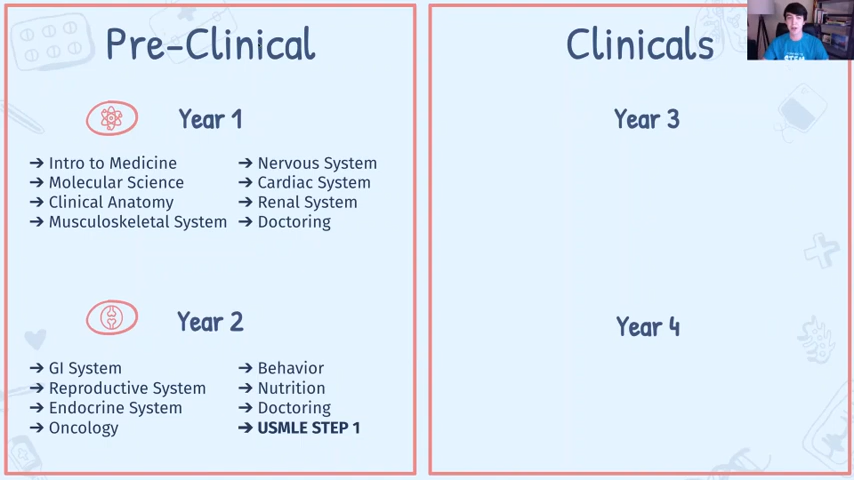 Pre-Clinical
Year 1
➔ Intro to Medicine
➔ Molecular Science
➔ Clinical Anatomy
➔ Musculoskeletal System
➔ Nervous System
➔ Cardiac System
➔ Renal System
➔ Doctoring
Year 2
➔ GI System
➔ Reproductive System
➔ Endocrine System
➔ Oncology
➔ Behavior
➔ Nutrition
➔ Doctoring
➔ USMLE STEP 1
Clinicals
Year 3
Year 4
STEM